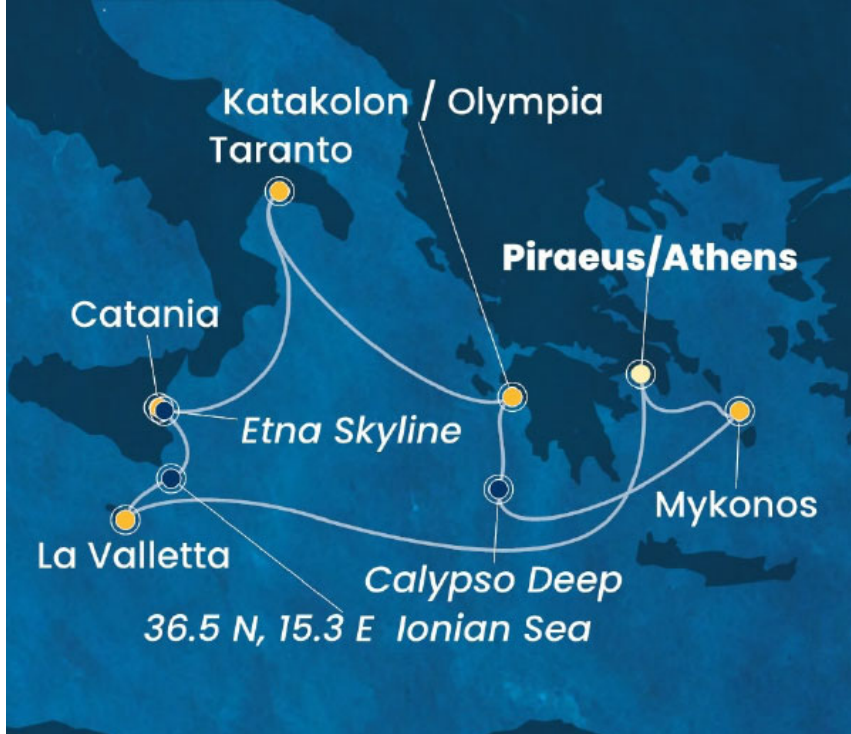 Katakolon / Olympia
Taranto
Piraeus/Athens
Catania
Etna Skyline
Mykonos
La Valletta
Calypso Deep
36.5 N, 15.3 E  Ionian Sea